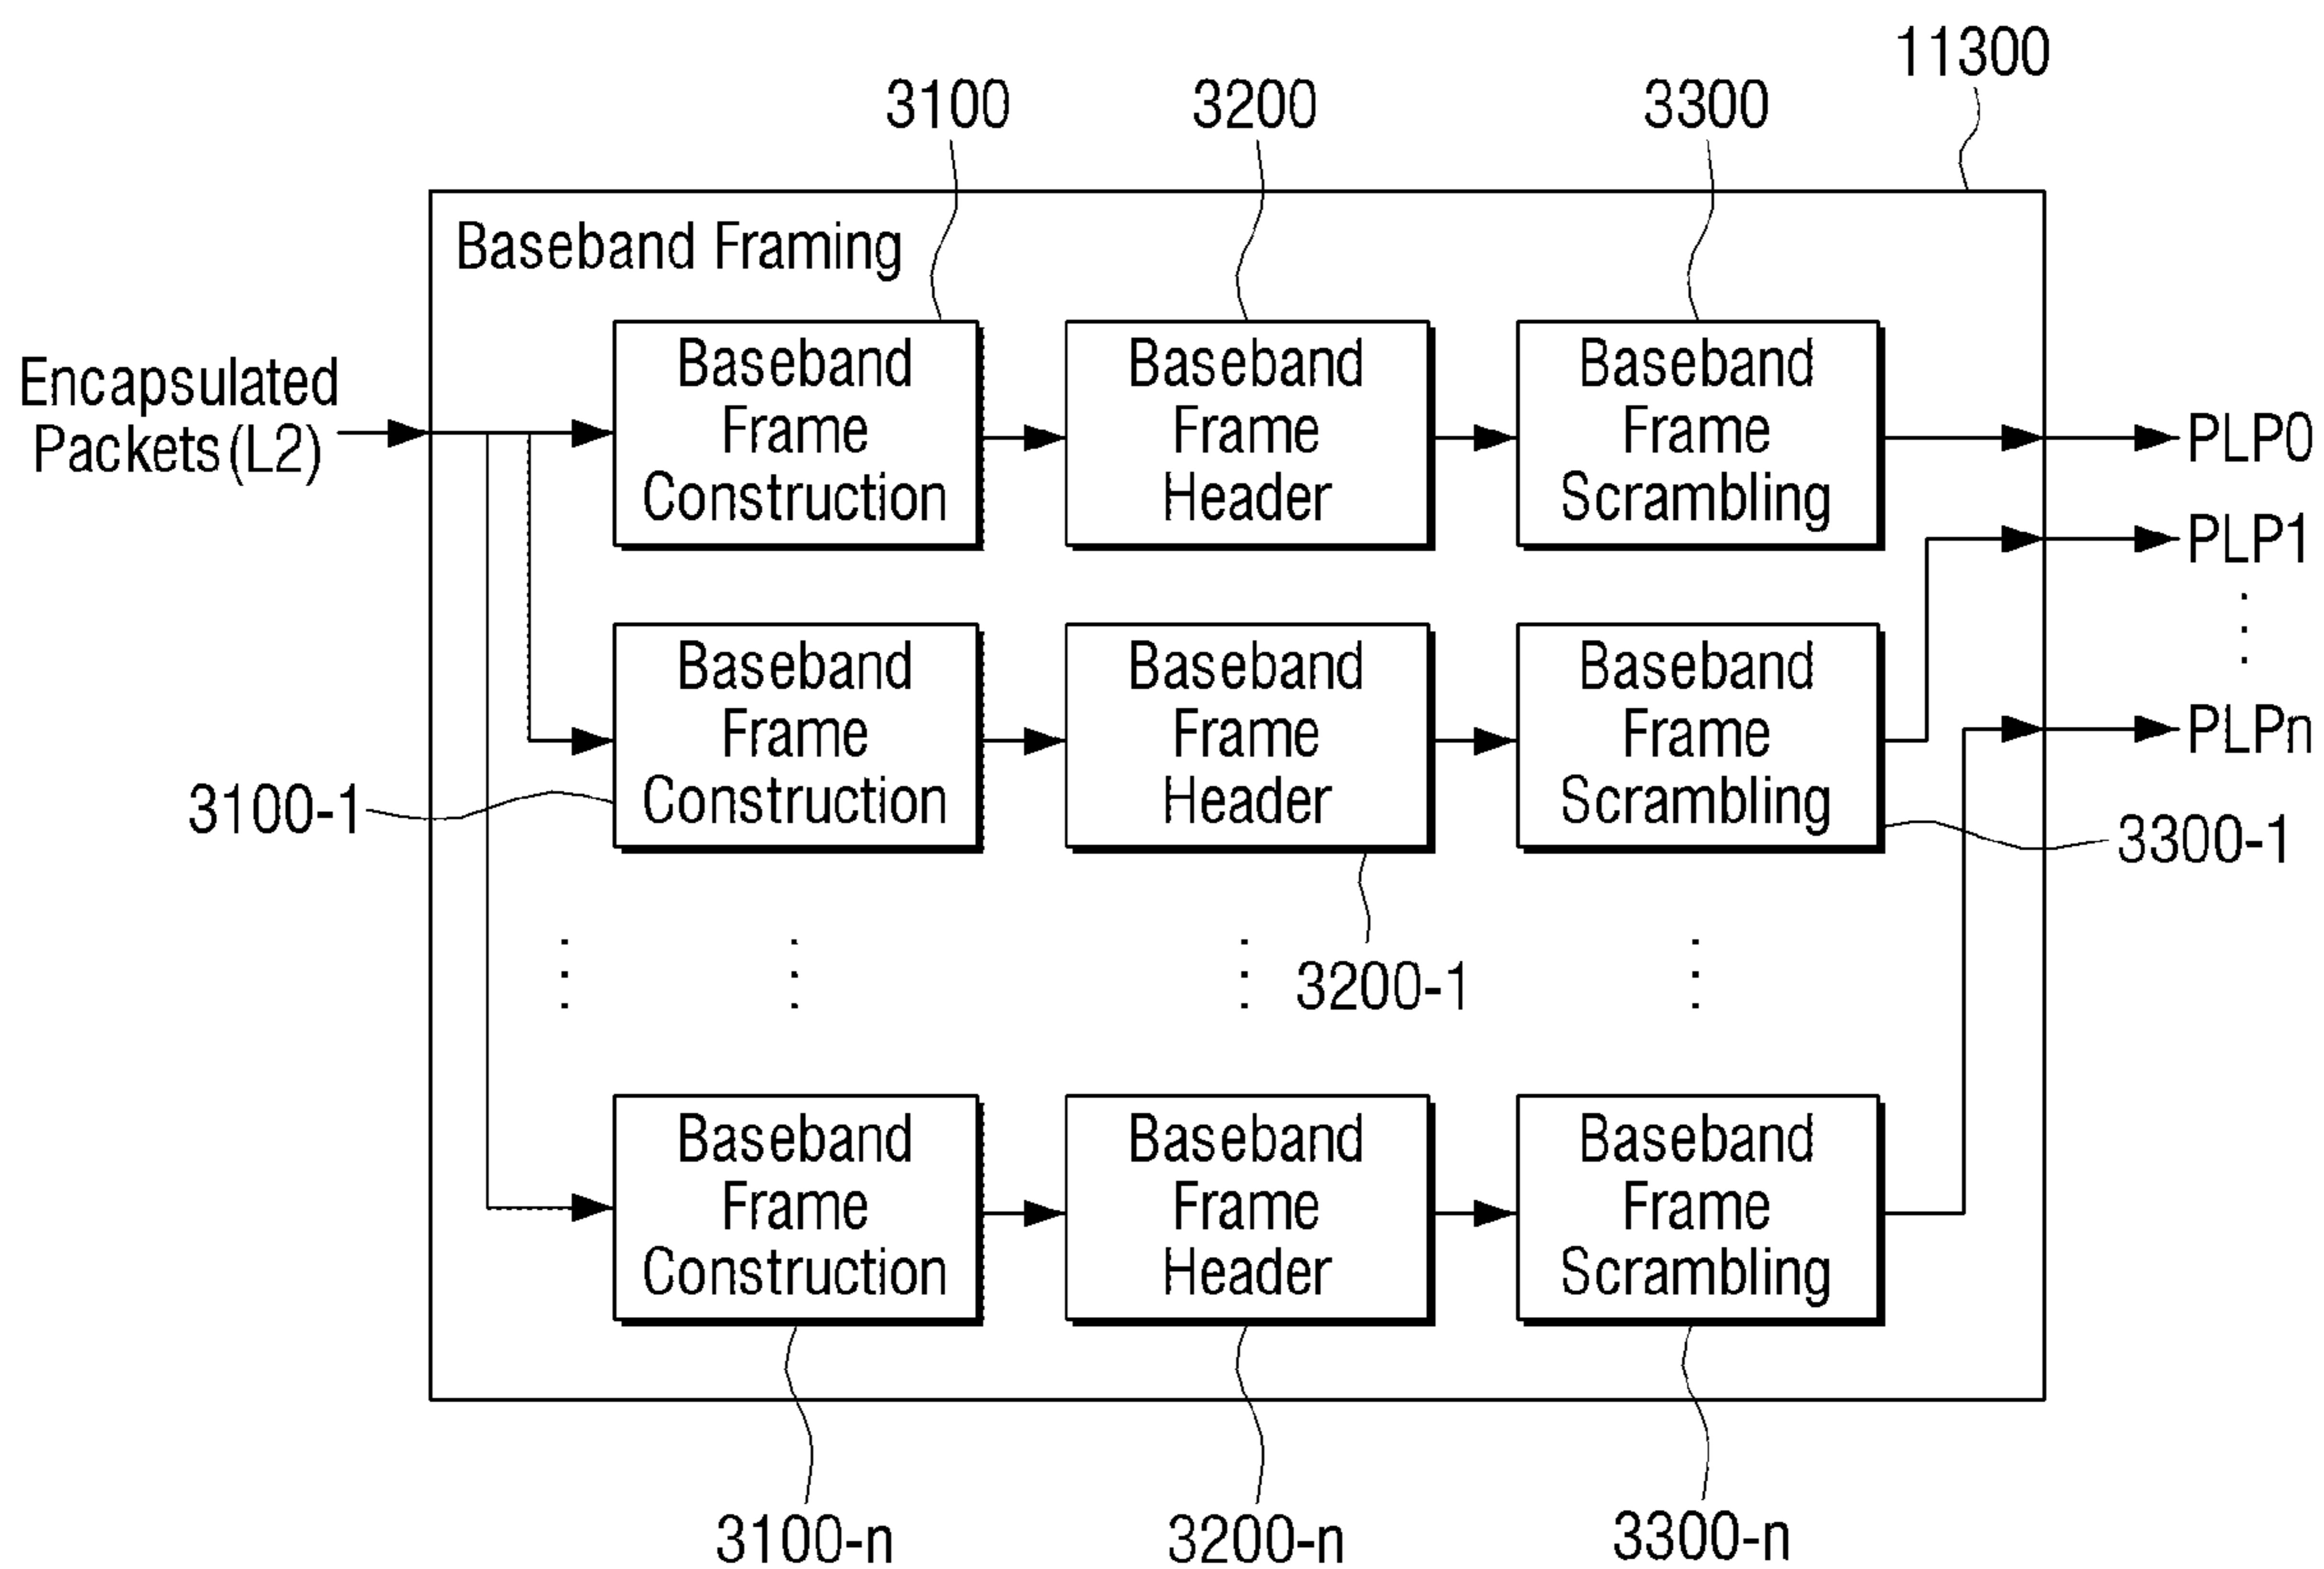 11300
3100
3200
3300
Baseband Framing
Encapsulated
Packets(L2)
Baseband
Frame
Construction
Baseband
Frame
Header
Baseband
Frame
Scrambling
PLP0
PLP1
PLPn
Baseband
Frame
Construction
Baseband
Frame
Header
Baseband
Frame
Scrambling
3100-1
3200-1
3300-1
Baseband
Frame
Construction
Baseband
Frame
Header
Baseband
Frame
Scrambling
3100-n
3200-n
3300-n